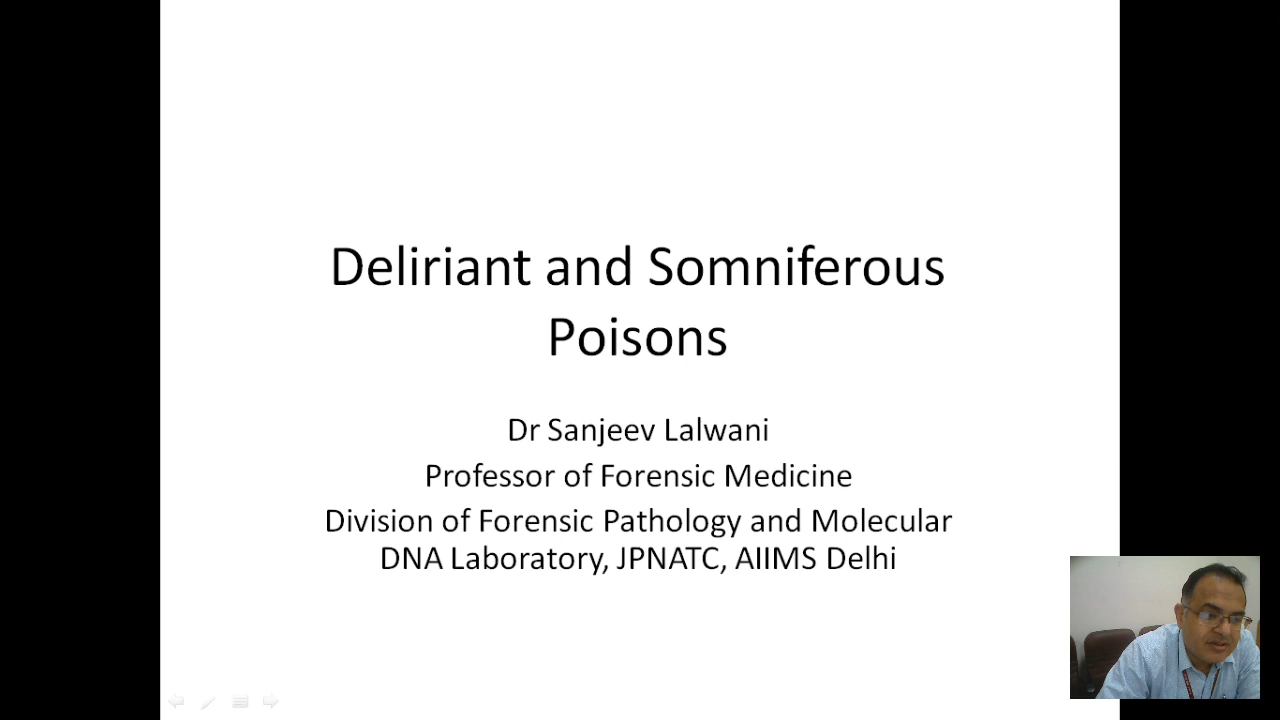 Deliriant and Somniferous
Poisons
Dr Sanjeev Lalwani
Professor of Forensic Medicine
Division of Forensic Pathology and Molecular
DNA Laboratory, JPNATC, AIIMS Delhi